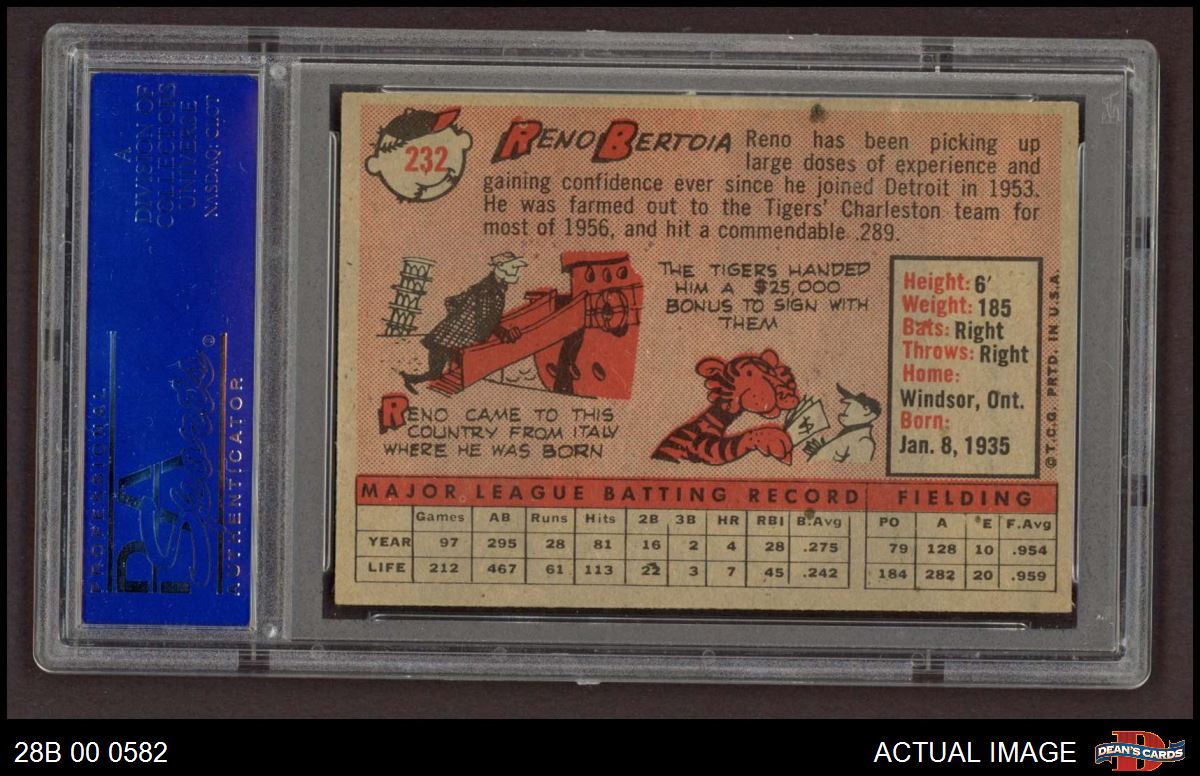 A
DIVISION OF
COLLECTORS
UNIVERSE
NASDAQ: CLCT
PROFESSIONAL
PSA
Sports
®
AUTHENTICATOR
232
RENO BERTOIA
Reno has been picking up
large doses of experience and
gaining confidence ever since he joined Detroit in 1953.
He was farmed out to the Tigers' Charleston team for
most of 1956, and hit a commendable .289.
RENO CAME TO THIS
COUNTRY FROM ITALY
WHERE HE WAS BORN
THE TIGERS HANDED
HIM A $25,000
BONUS TO SIGN WITH
THEM
$
Height: 6'
Weight: 185
Bats: Right
Throws: Right
Home:
Windsor, Ont.
Born:
Jan. 8, 1935
© T.C.G. PRTD. IN U.S.A.
MAJOR LEAGUE BATTING RECORD FIELDING
Games AB Runs Hits 2B 3B HR RBI B.Avg PO A E F.Avg
YEAR 97 295 28 81 16 2 4 28 .275 79 128 10 .954
LIFE 212 467 61 113 22 3 7 45 .242 184 282 20 .959
28B 00 0582
ACTUAL IMAGE
DEAN'S CARDS